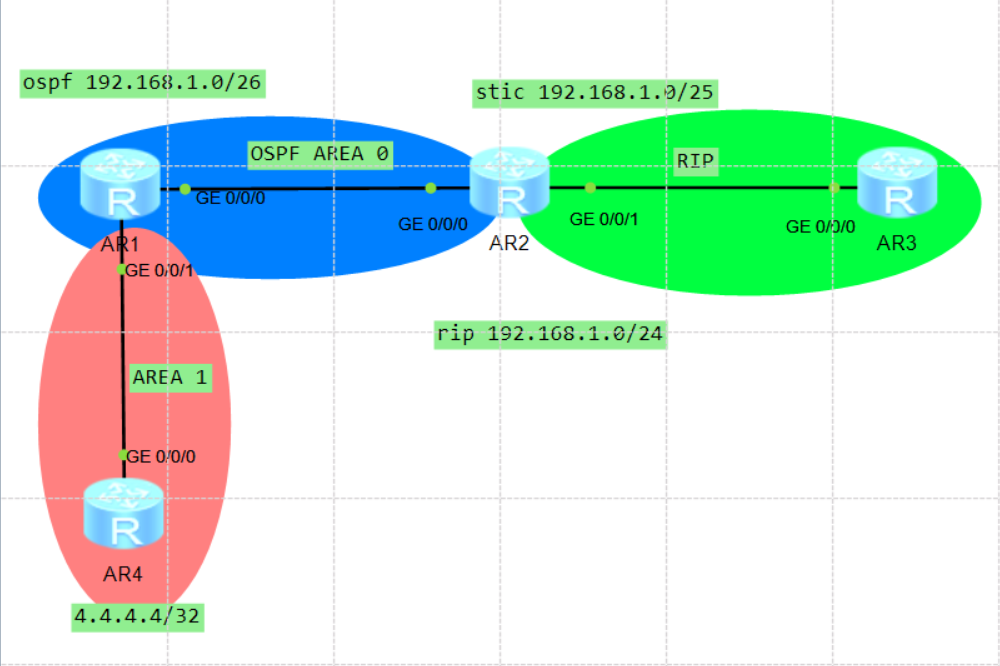 ospf 192.168.1.0/26
stic 192.168.1.0/25
OSPF AREA 0
RIP
R
R
R
GE 0/0/0
GE 0/0/0
GE 0/0/1
GE 0/0/0
AR1
AR2
AR3
GE 0/0/1
rip 192.168.1.0/24
AREA 1
GE 0/0/0
R
AR4
4.4.4.4/32